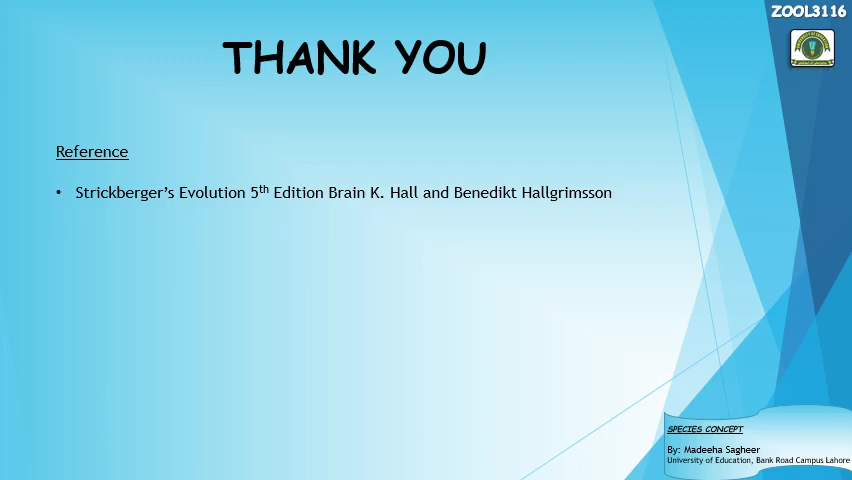 ZOOL3116
THANK YOU
Reference
• Strickberger's Evolution 5th Edition Brain K. Hall and Benedikt Hallgrimsson
SPECIES CONCEPT
By: Madeeha Sagheer
University of Education, Bank Road Campus Lahore